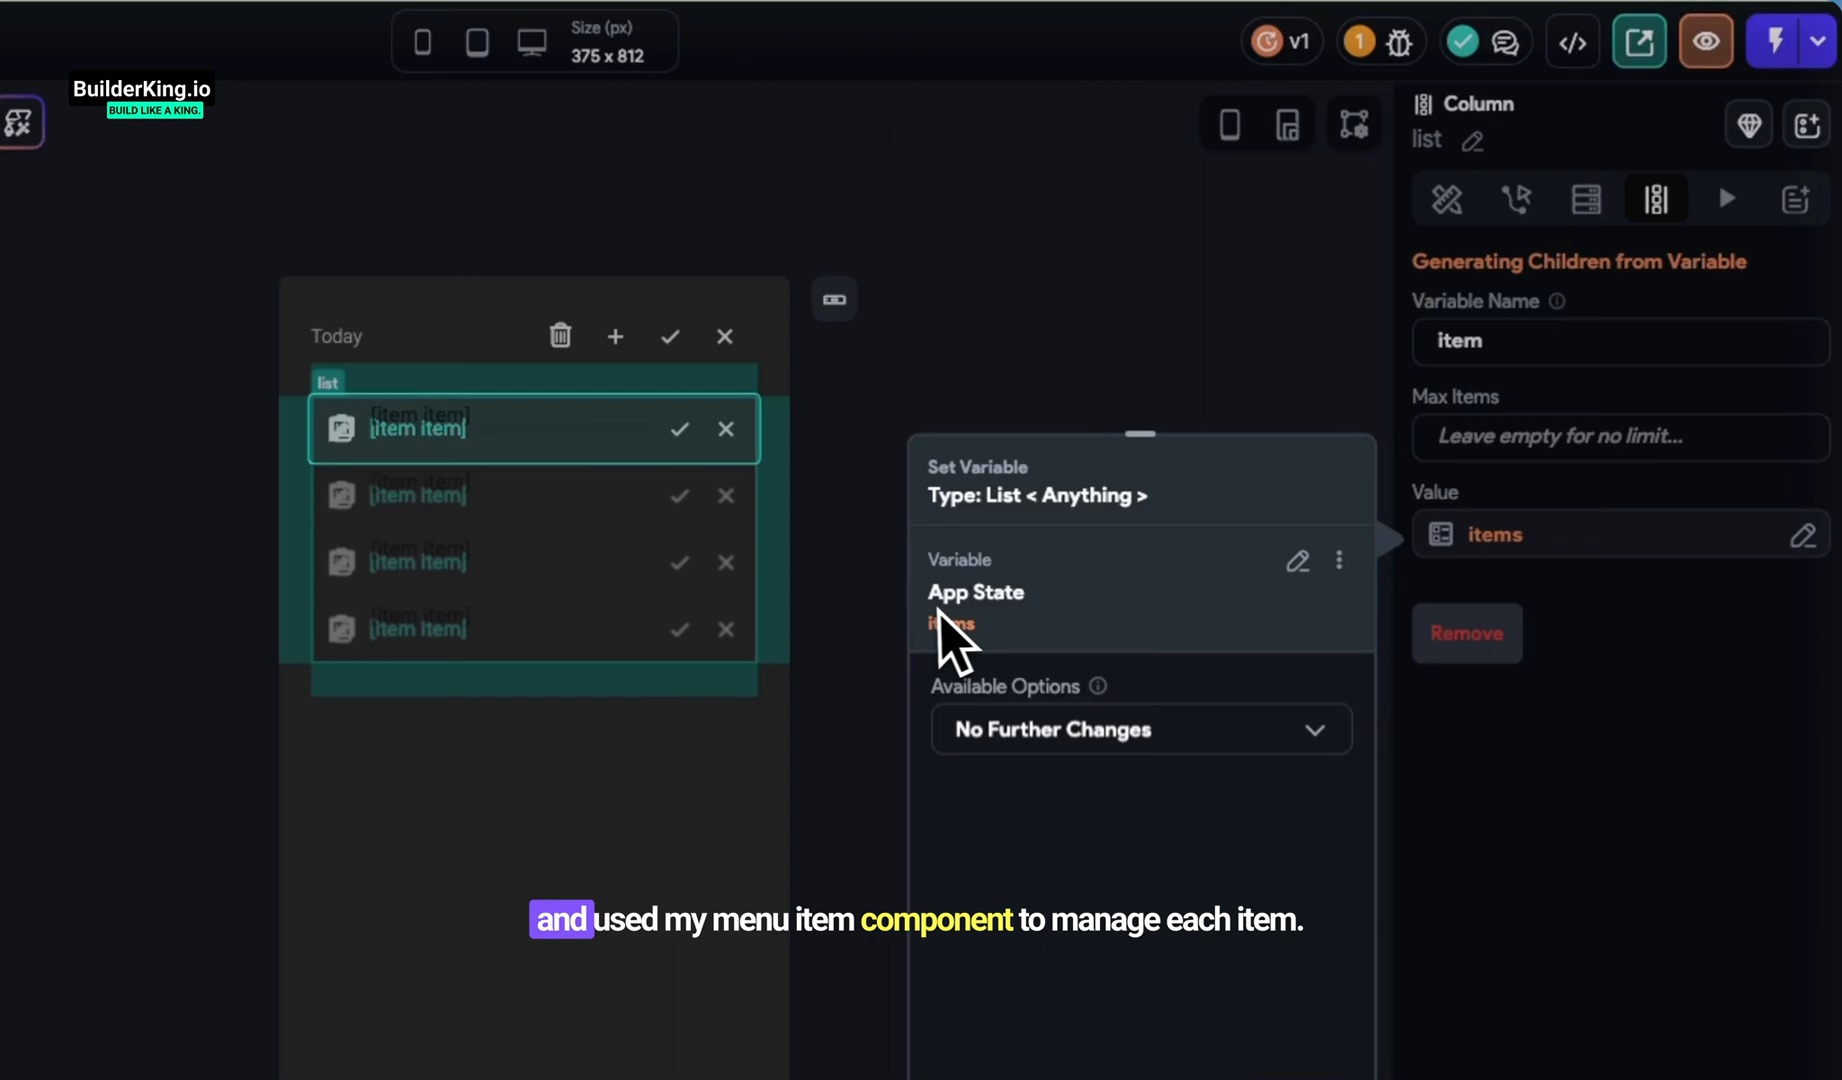 Size (px)
375 x 812
v1
1
BuilderKing.io
BUILD LIKE A KING.
Column
list
Generating Children from Variable
Variable Name
item
Max Items
Leave empty for no limit...
Value
items
Remove
Today
list
[item item]
[item item]
[item item]
[item item]
[item item]
[item item]
[item item]
[item item]
Set Variable
Type: List < Anything >
Variable
App State
Available Options
No Further Changes
and used my menu item component to manage each item.